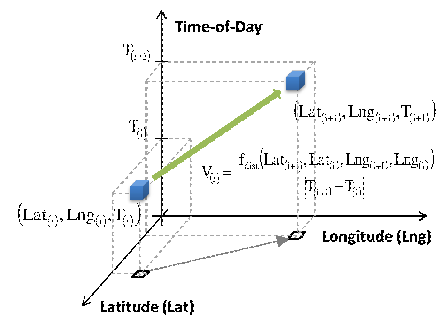 Time-of-Day
T(i+1)
(Lat(i+1), Lng(i+1), T(i+1))
T(i)
V(i) = fdist(Lat(i+1), Lat(i), Lng(i+1), Lng(i))
|T(i+1) − T(i)|
(Lat(i), Lng(i), T(i))
Longitude (Lng)
Latitude (Lat)